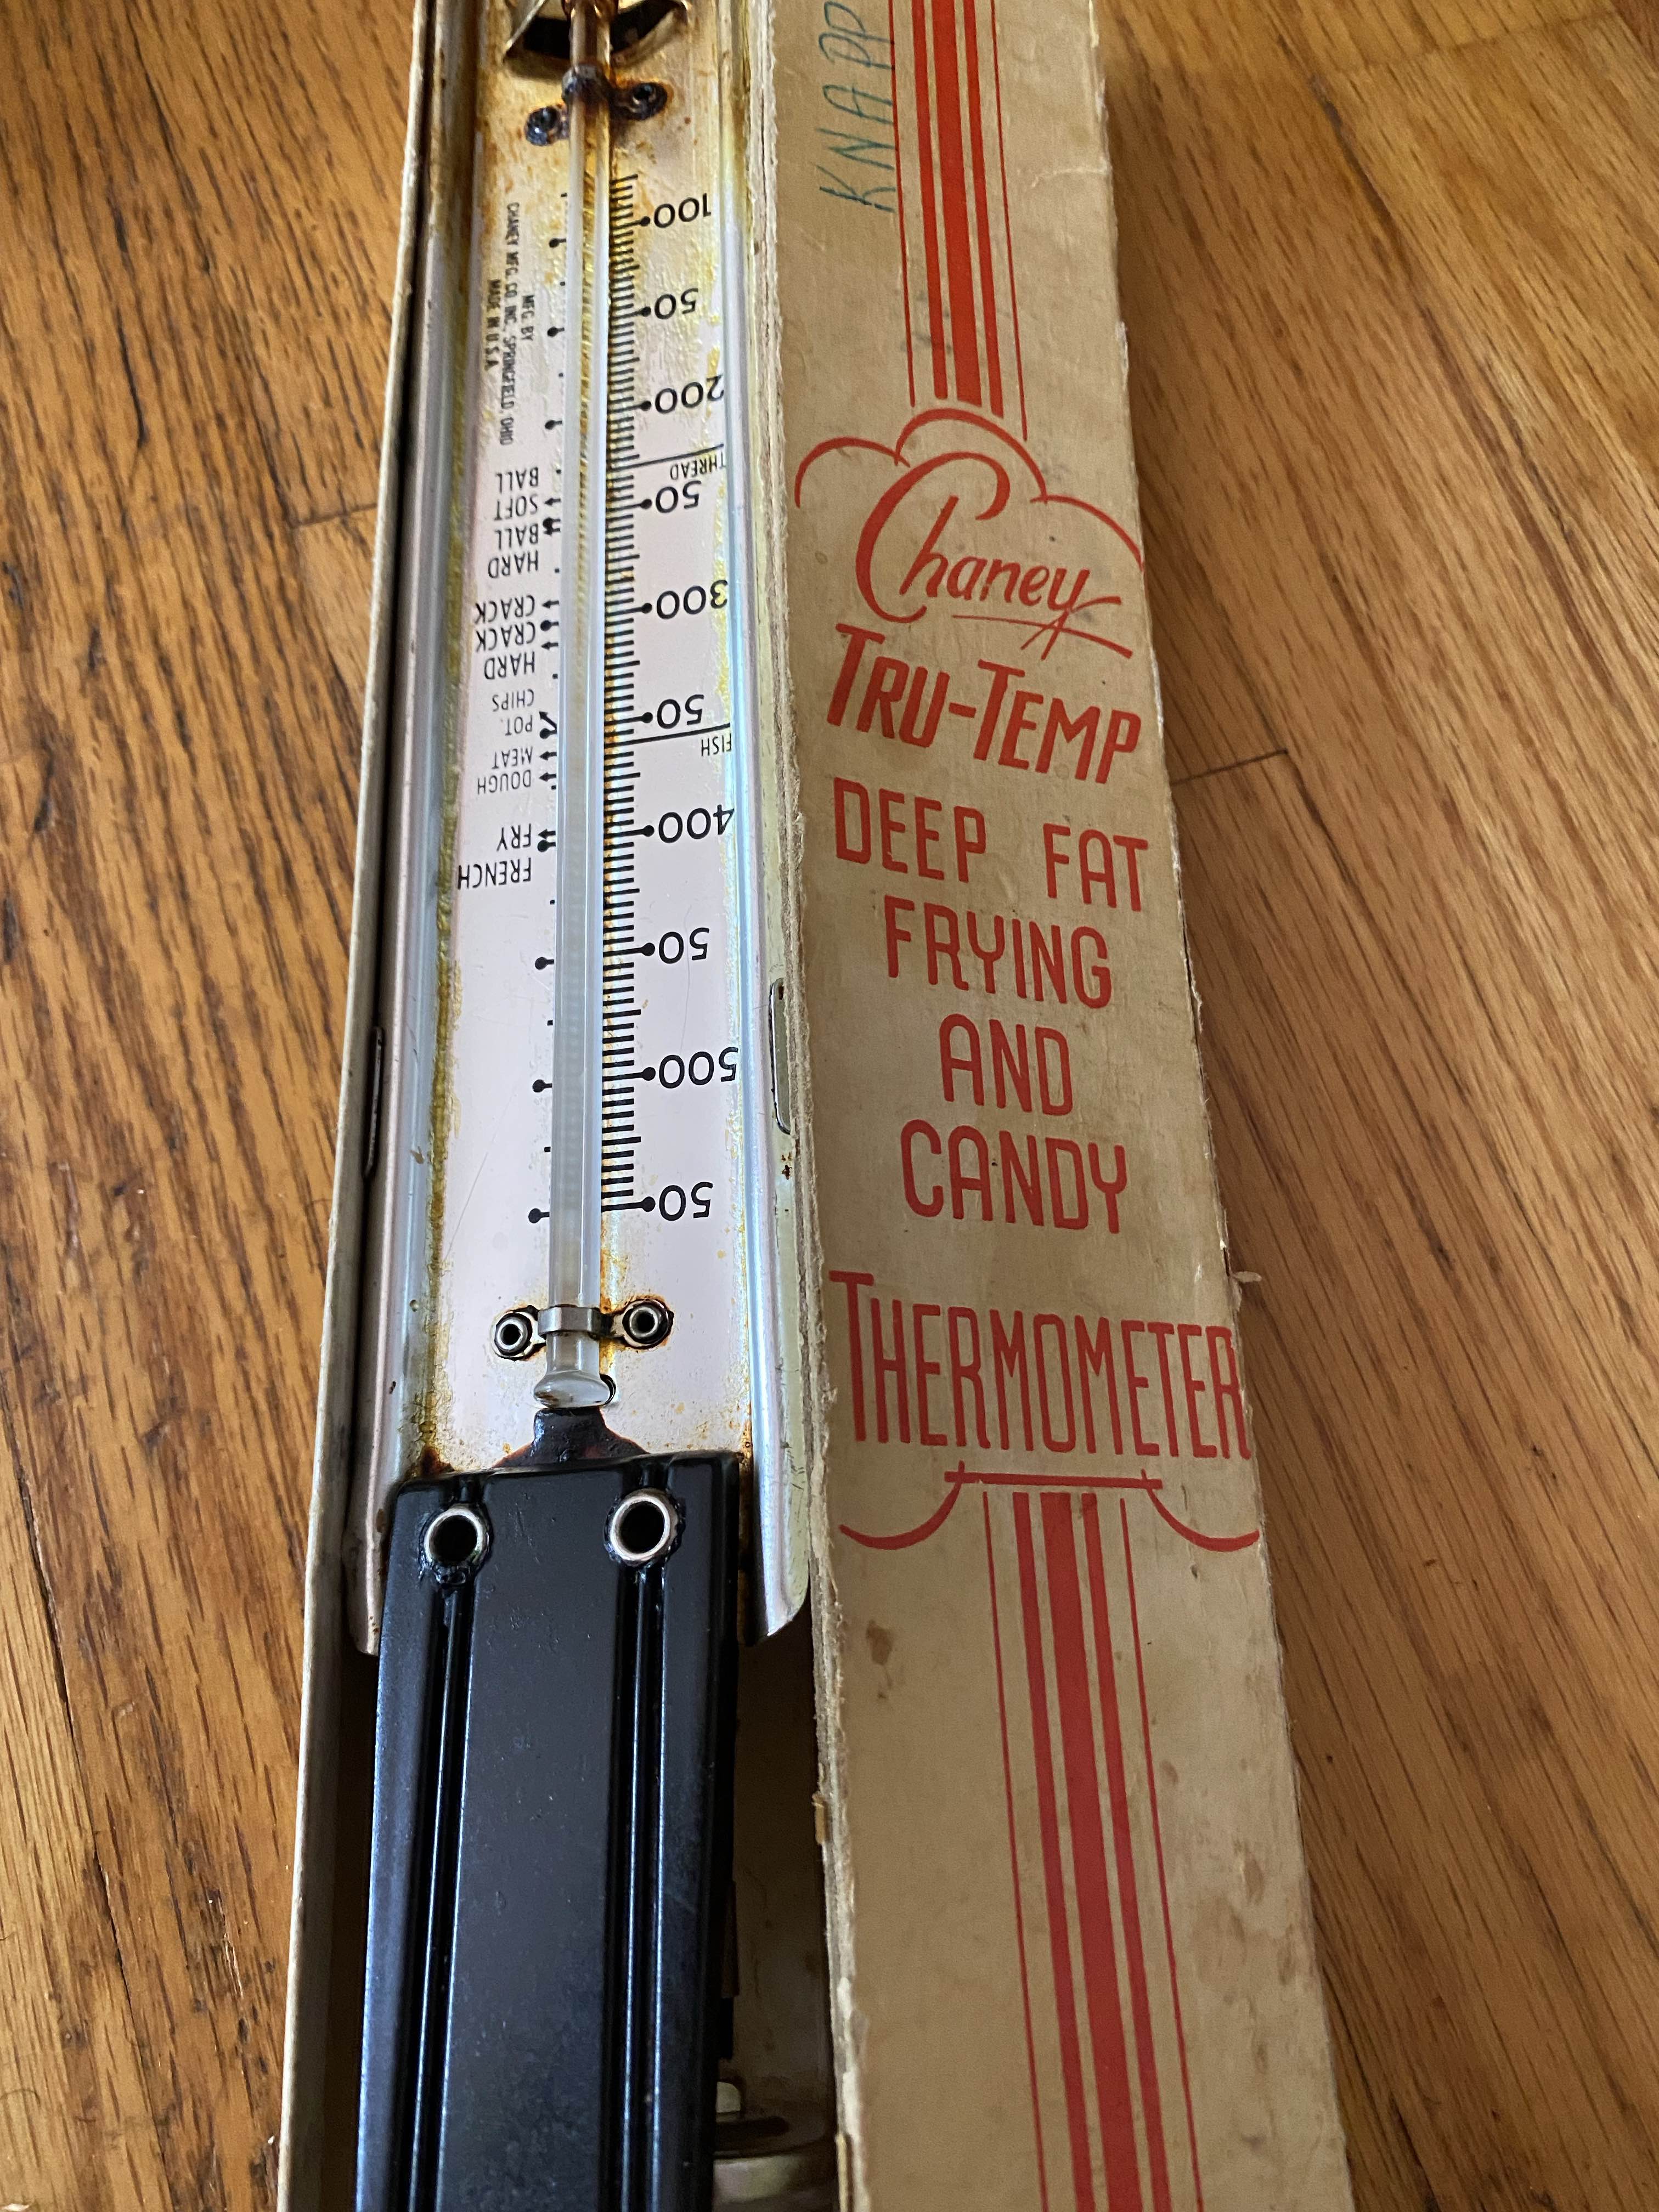 KNAPP
Chaney
TRU-TEMP
DEEP FAT
FRYING
AND
CANDY
THERMOMETER
50
500
50
400
FISH
50
300
50
THREAD
200
50
100
FRENCH
FRY
DOUGH
MEAT
POT.
CHIPS
HARD
CRACK
CRACK
HARD
BALL
SOFT
BALL
MFG. BY
CHANEY MFG. CO. INC., SPRINGFIELD, OHIO
MADE IN U.S.A.